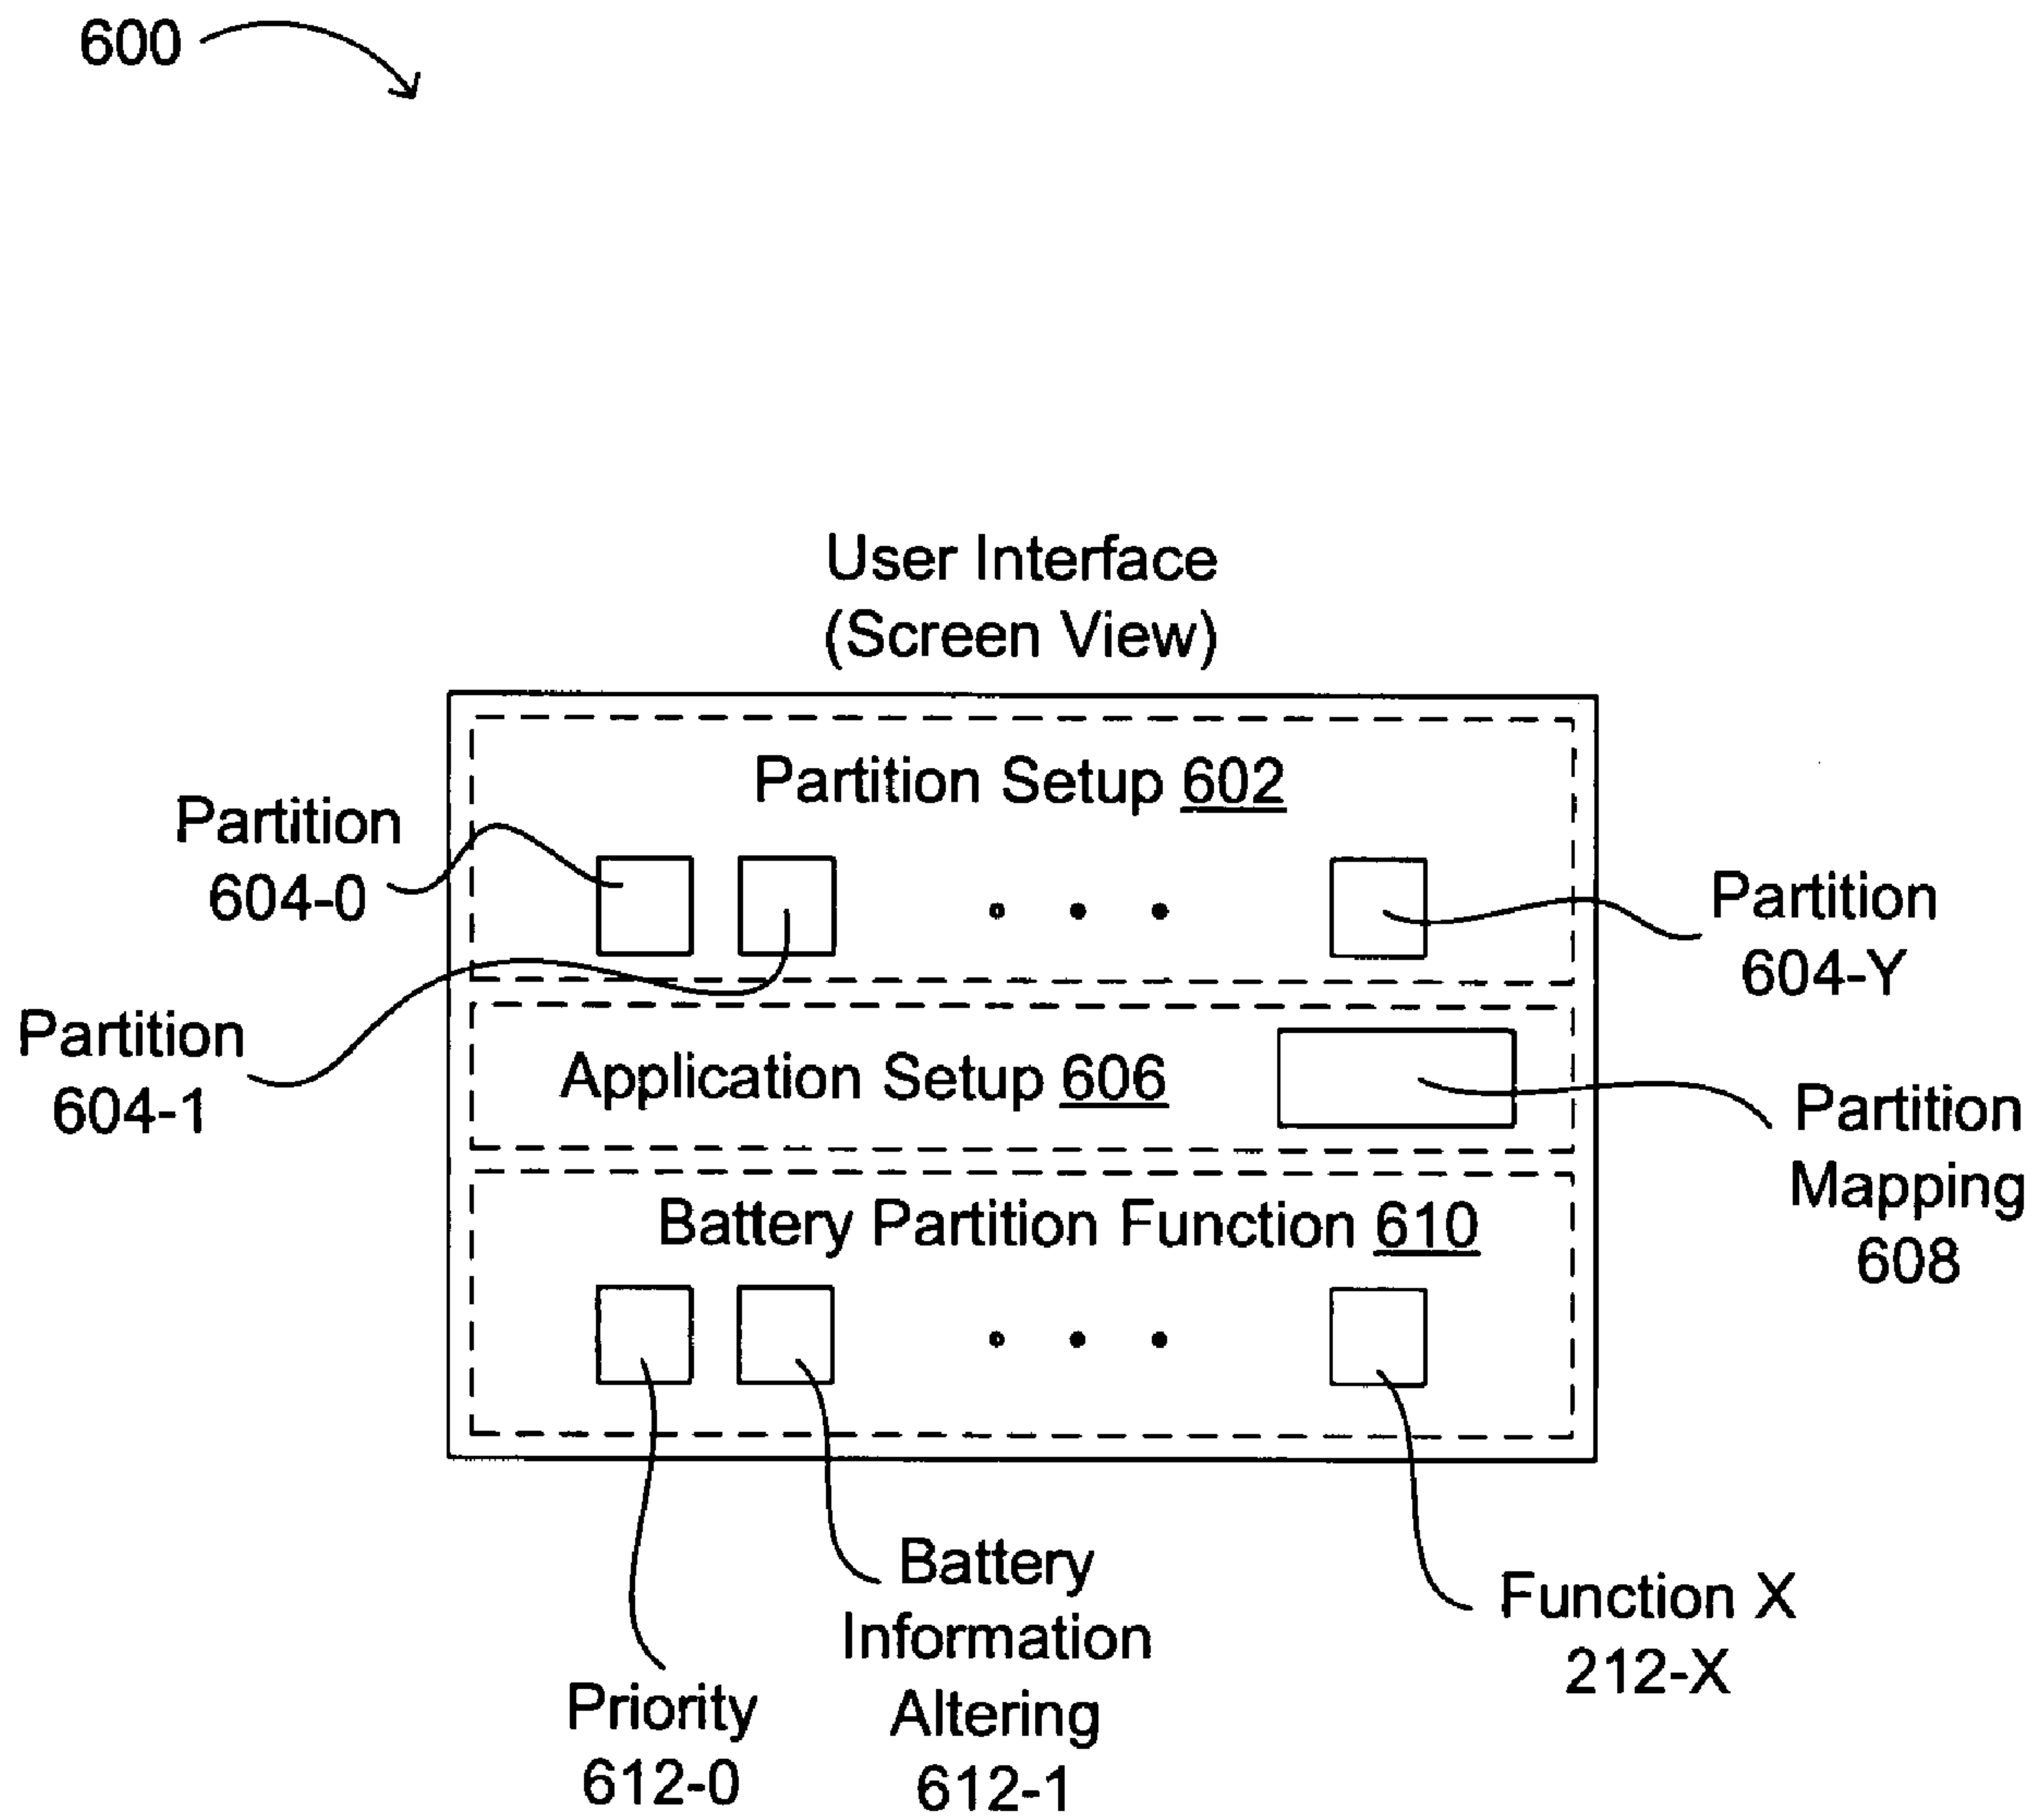 600
User Interface
(Screen View)
Partition Setup 602
Partition
604-0
Partition
604-Y
Partition
604-1
Application Setup 606
Partition
Mapping
608
Battery Partition Function 610
Battery
Information
Altering
612-1
Function X
212-X
Priority
612-0